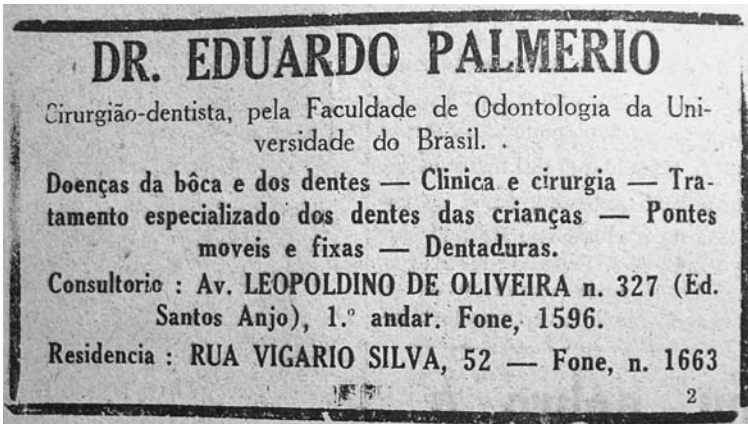 DR. EDUARDO PALMERIO
Cirurgião-dentista, pela Faculdade de Odontologia da Uni-
versidade do Brasil. .
Doenças da bôca e dos dentes — Clinica e cirurgia — Tra-
tamento especializado dos dentes das crianças — Pontes
moveis e fixas — Dentaduras.
Consultorio : Av. LEOPOLDINO DE OLIVEIRA n. 327 (Ed.
Santos Anjo), 1.º andar. Fone, 1596.
Residencia : RUA VIGARIO SILVA, 52 — Fone, n. 1663
2